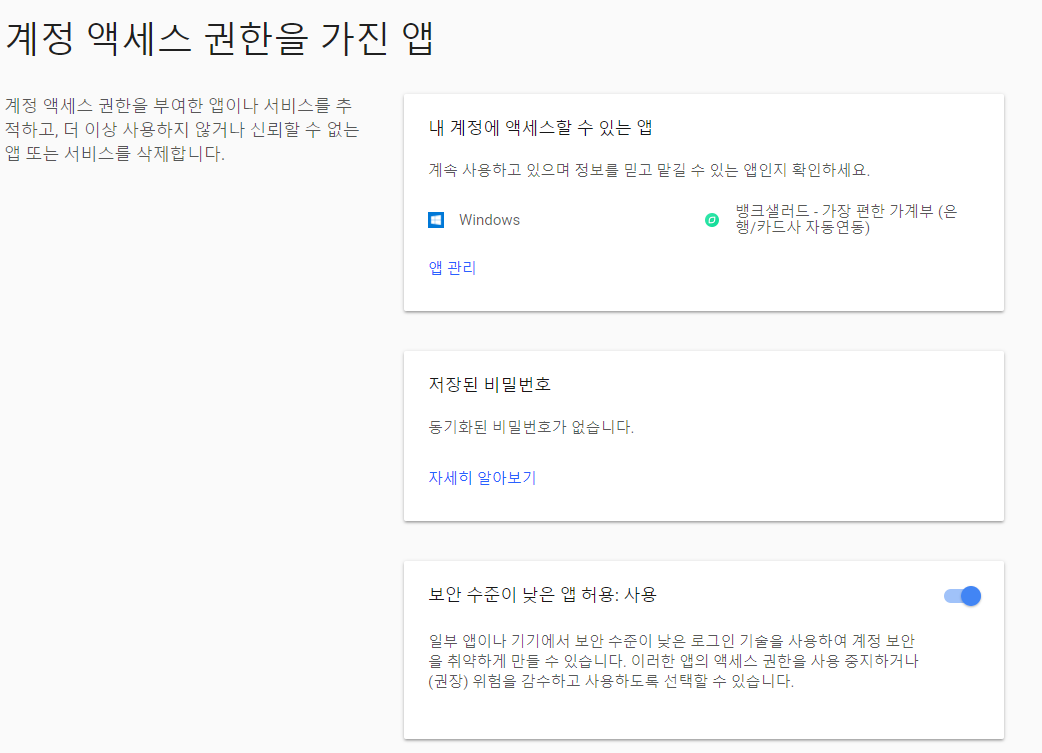 계정 액세스 권한을 가진 앱
계정 액세스 권한을 부여한 앱이나 서비스를 추
적하고, 더 이상 사용하지 않거나 신뢰할 수 없는
앱 또는 서비스를 삭제합니다.
내 계정에 액세스할 수 있는 앱
계속 사용하고 있으며 정보를 믿고 맡길 수 있는 앱인지 확인하세요.
Windows
뱅크샐러드 - 가장 편한 가계부 (은
행/카드사 자동연동)
앱 관리
저장된 비밀번호
동기화된 비밀번호가 없습니다.
자세히 알아보기
보안 수준이 낮은 앱 허용: 사용
일부 앱이나 기기에서 보안 수준이 낮은 로그인 기술을 사용하여 계정 보안
을 취약하게 만들 수 있습니다. 이러한 앱의 액세스 권한을 사용 중지하거나
(권장) 위험을 감수하고 사용하도록 선택할 수 있습니다.